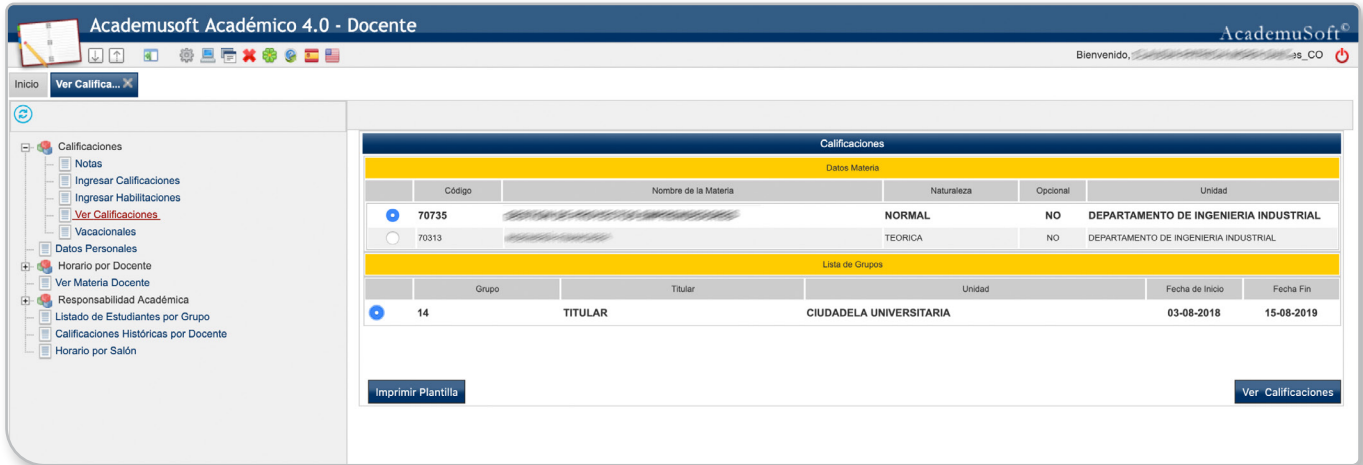 Academusoft Académico 4.0 - Docente
AcademuSoft©
Bienvenido, es_CO
Inicio Ver Califica...
Calificaciones
Notas
Ingresar Calificaciones
Ingresar Habilitaciones
Ver Calificaciones
Vacacionales
Datos Personales
Horario por Docente
Ver Materia Docente
Responsabilidad Académica
Listado de Estudiantes por Grupo
Calificaciones Históricas por Docente
Horario por Salón
Calificaciones
Datos Materia
Código Nombre de la Materia Naturaleza Opcional Unidad
70735 NORMAL NO DEPARTAMENTO DE INGENIERIA INDUSTRIAL
70313 TEORICA NO DEPARTAMENTO DE INGENIERIA INDUSTRIAL
Lista de Grupos
Grupo Titular Unidad Fecha de Inicio Fecha Fin
14 TITULAR CIUDADELA UNIVERSITARIA 03-08-2018 15-08-2019
Imprimir Plantilla Ver Calificaciones